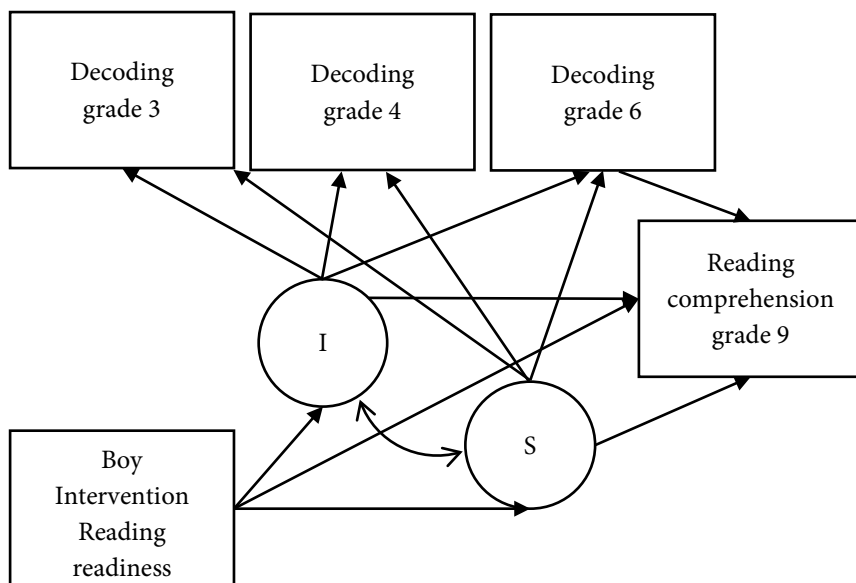 Decoding
grade 3
Decoding
grade 4
Decoding
grade 6
Reading
comprehension
grade 9
I
S
Boy
Intervention
Reading
readiness